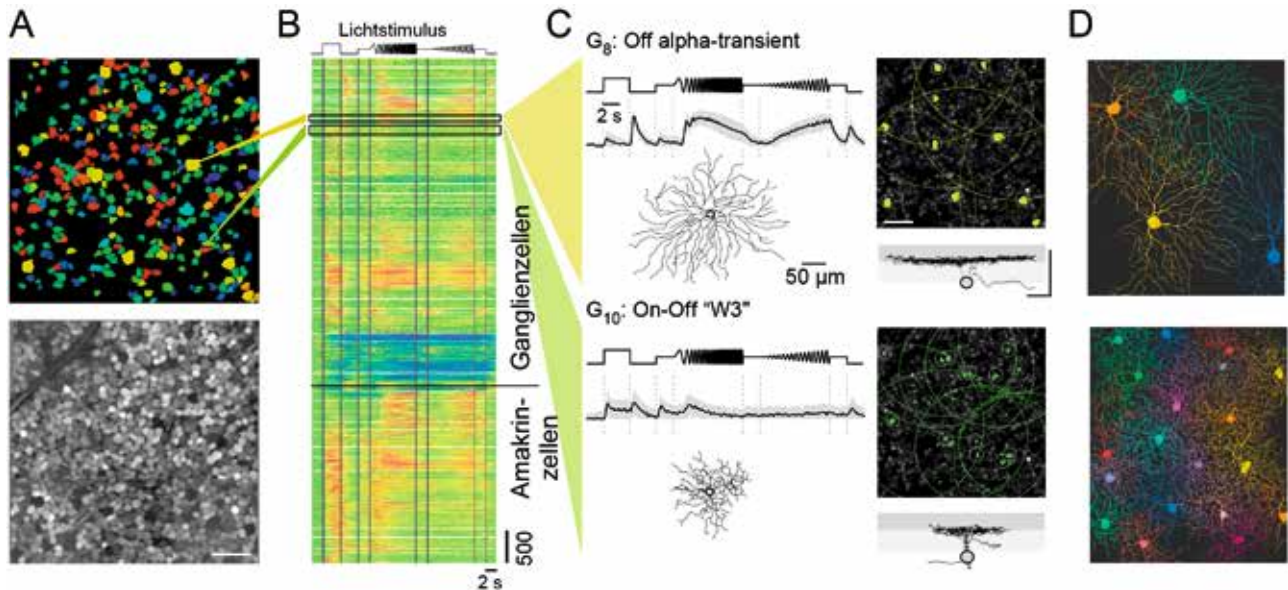 A
B
Lichtstimulus
Ganglienzellen
Amakrin-
zellen
500
2 s
C
G8: Off alpha-transient
2 s
50 µm
G10: On-Off "W3"
D